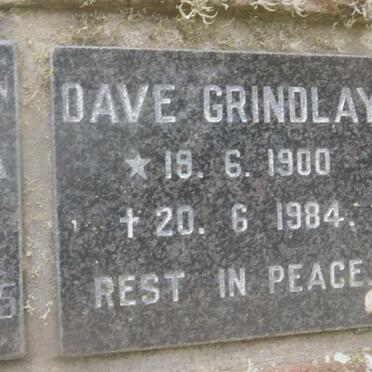 DAVE GRINDLAY
★ 19. 6. 1900
✝ 20. 6 1984.
REST IN PEACE.